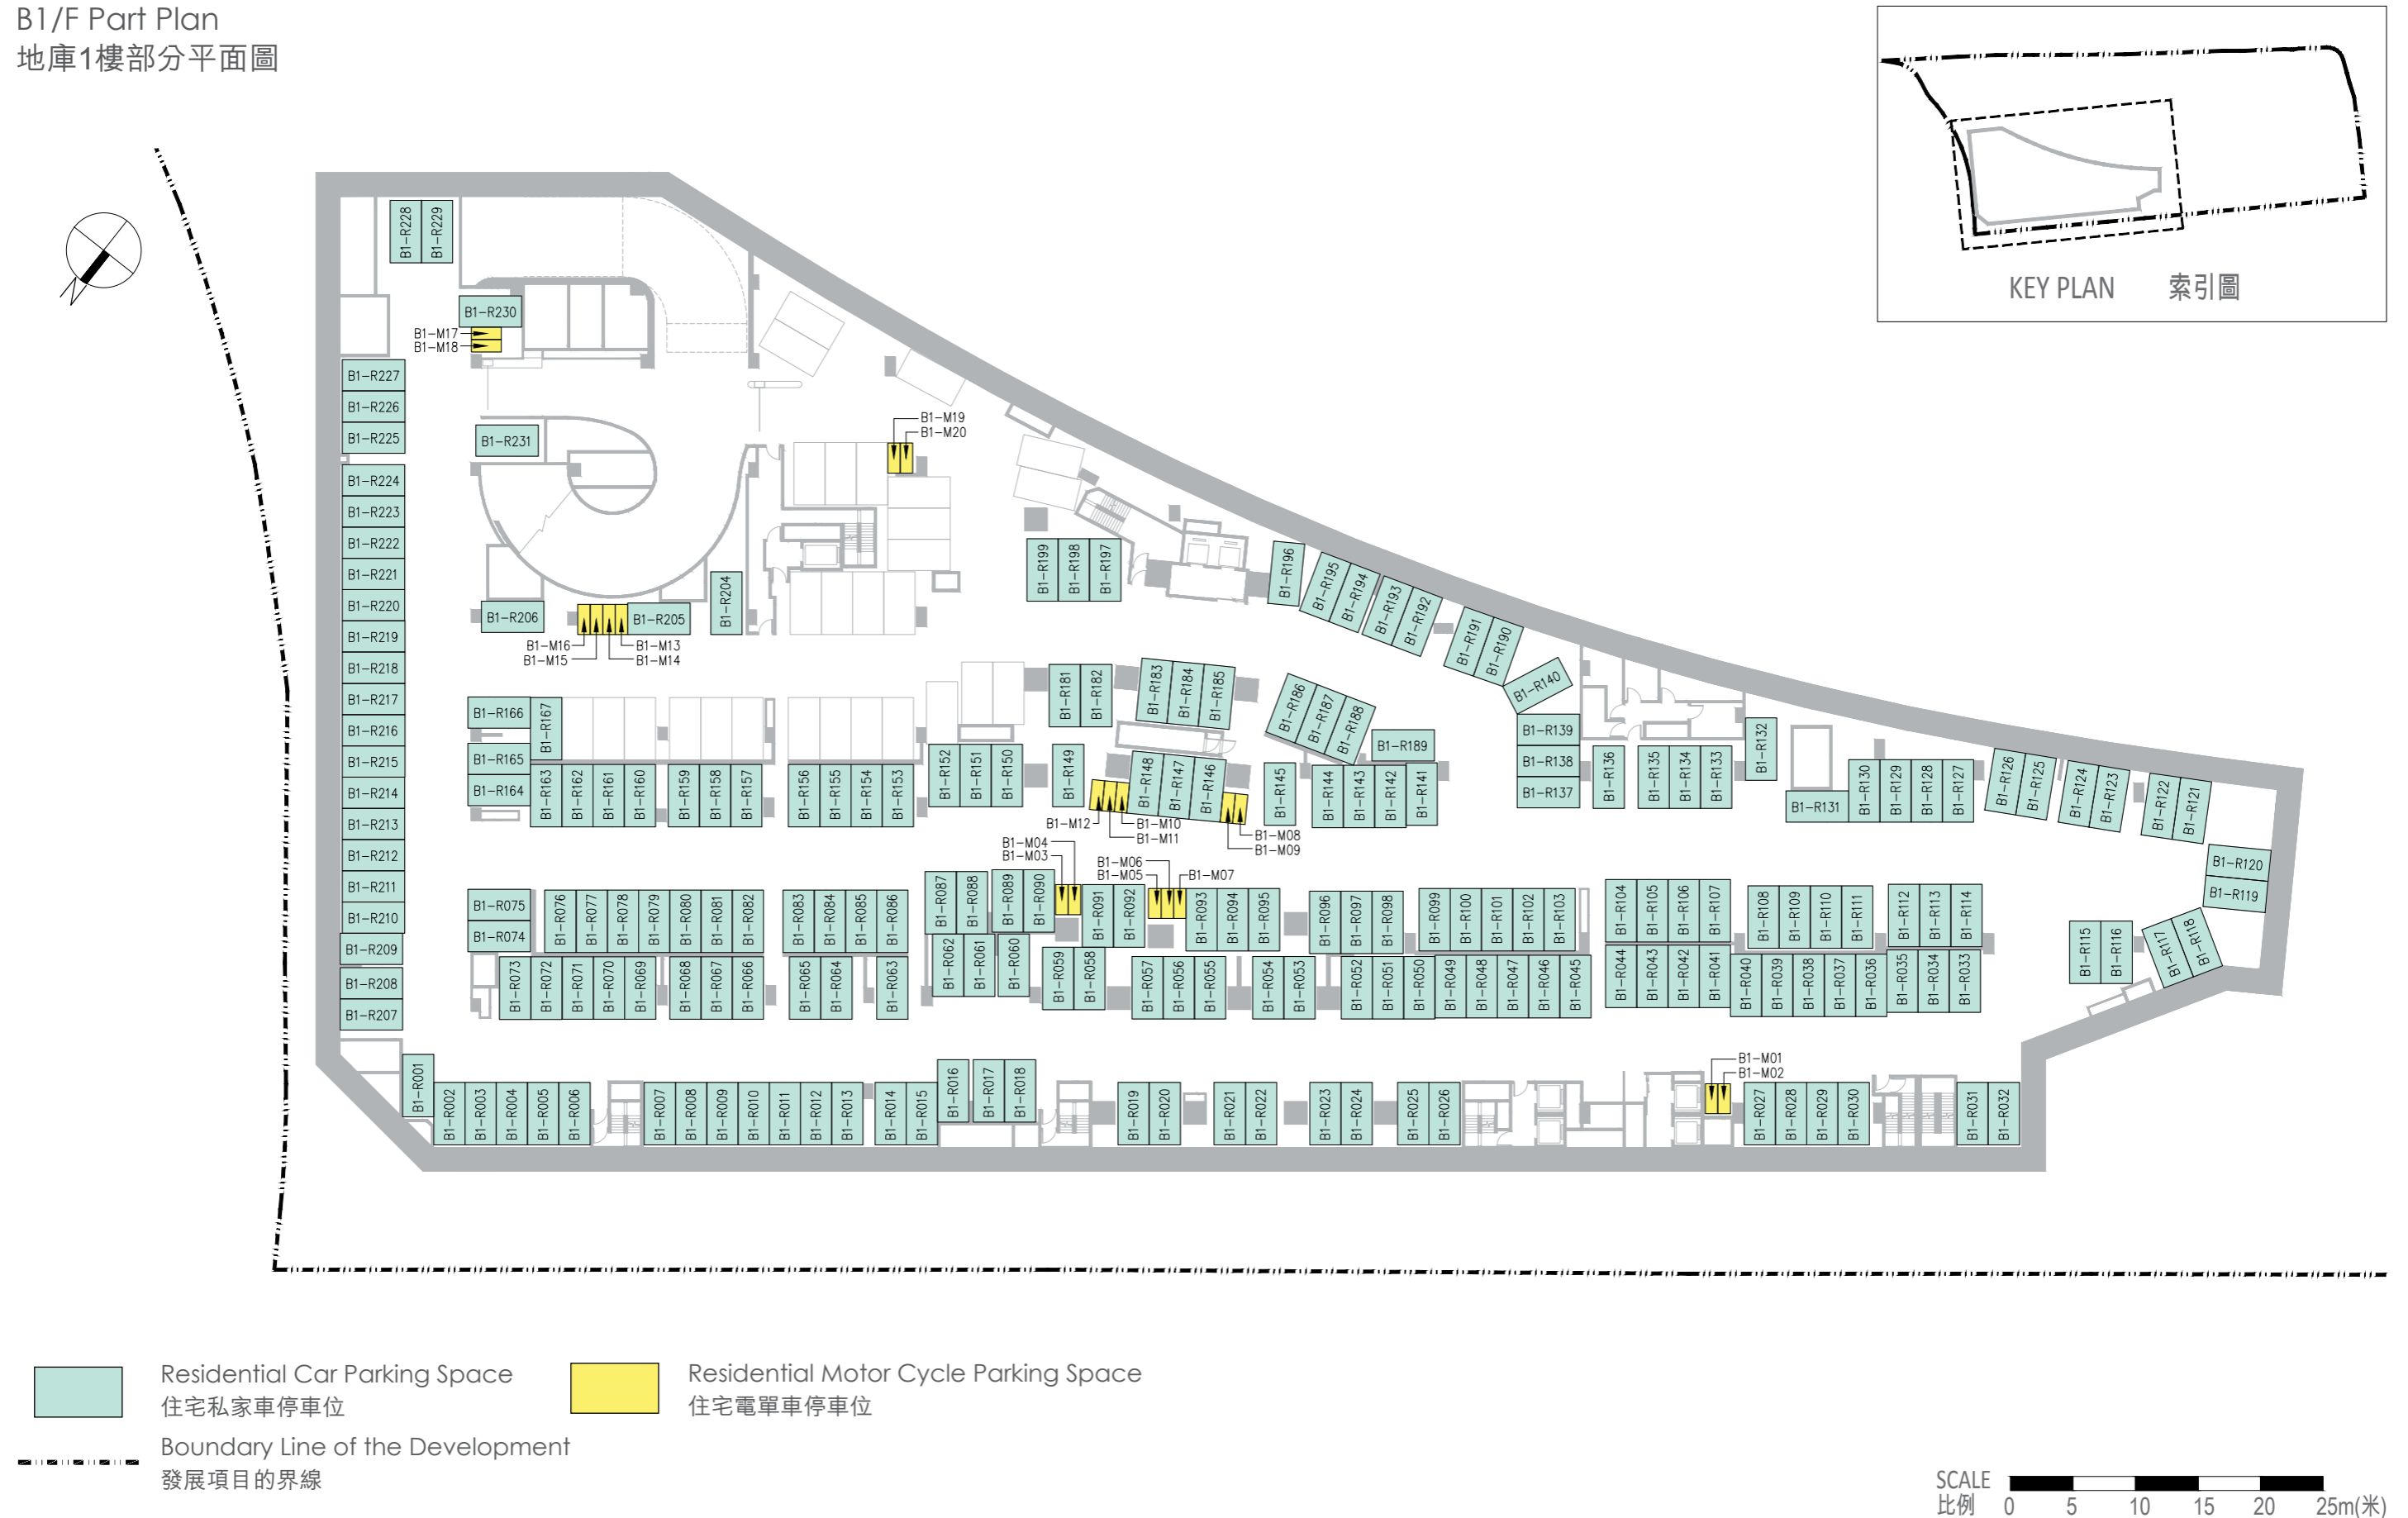 B1/F Part Plan
地庫1樓部分平面圖
KEY PLAN 索引圖
B1-R228
B1-R229
B1-R230
B1-M17
B1-M18
B1-R227
B1-R226
B1-R225
B1-R231
B1-M19
B1-M20
B1-R224
B1-R223
B1-R222
B1-R221
B1-R220
B1-R219
B1-R218
B1-R217
B1-R216
B1-R215
B1-R214
B1-R213
B1-R212
B1-R211
B1-R210
B1-R209
B1-R208
B1-R207
B1-R206
B1-R205
B1-R204
B1-M16
B1-M15
B1-M13
B1-M14
B1-R199
B1-R198
B1-R197
B1-R196
B1-R195
B1-R194
B1-R193
B1-R192
B1-R191
B1-R190
B1-R140
B1-R139
B1-R138
B1-R137
B1-R181
B1-R182
B1-R183
B1-R184
B1-R185
B1-R186
B1-R187
B1-R188
B1-R189
B1-R166
B1-R167
B1-R165
B1-R164
B1-R163
B1-R162
B1-R161
B1-R160
B1-R159
B1-R158
B1-R157
B1-R156
B1-R155
B1-R154
B1-R153
B1-R152
B1-R151
B1-R150
B1-R149
B1-R148
B1-R147
B1-R146
B1-R145
B1-R144
B1-R143
B1-R142
B1-R141
B1-R136
B1-R135
B1-R134
B1-R133
B1-R132
B1-R131
B1-R130
B1-R129
B1-R128
B1-R127
B1-R126
B1-R125
B1-R124
B1-R123
B1-R122
B1-R121
B1-R120
B1-R119
B1-M12
B1-M10
B1-M11
B1-M08
B1-M09
B1-M04
B1-M03
B1-M06
B1-M05
B1-M07
B1-R075
B1-R074
B1-R076
B1-R077
B1-R078
B1-R079
B1-R080
B1-R081
B1-R082
B1-R083
B1-R084
B1-R085
B1-R086
B1-R087
B1-R088
B1-R089
B1-R090
B1-R091
B1-R092
B1-R093
B1-R094
B1-R095
B1-R096
B1-R097
B1-R098
B1-R099
B1-R100
B1-R101
B1-R102
B1-R103
B1-R104
B1-R105
B1-R106
B1-R107
B1-R108
B1-R109
B1-R110
B1-R111
B1-R112
B1-R113
B1-R114
B1-R115
B1-R116
B1-R117
B1-R118
B1-R073
B1-R072
B1-R071
B1-R070
B1-R069
B1-R068
B1-R067
B1-R066
B1-R065
B1-R064
B1-R063
B1-R062
B1-R061
B1-R060
B1-R059
B1-R058
B1-R057
B1-R056
B1-R055
B1-R054
B1-R053
B1-R052
B1-R051
B1-R050
B1-R049
B1-R048
B1-R047
B1-R046
B1-R045
B1-R044
B1-R043
B1-R042
B1-R041
B1-R040
B1-R039
B1-R038
B1-R037
B1-R036
B1-R035
B1-R034
B1-R033
B1-M01
B1-M02
B1-R001
B1-R002
B1-R003
B1-R004
B1-R005
B1-R006
B1-R007
B1-R008
B1-R009
B1-R010
B1-R011
B1-R012
B1-R013
B1-R014
B1-R015
B1-R016
B1-R017
B1-R018
B1-R019
B1-R020
B1-R021
B1-R022
B1-R023
B1-R024
B1-R025
B1-R026
B1-R027
B1-R028
B1-R029
B1-R030
B1-R031
B1-R032
Residential Car Parking Space
住宅私家車停車位
Residential Motor Cycle Parking Space
住宅電單車停車位
Boundary Line of the Development
發展項目的界線
SCALE
比例 0 5 10 15 20 25m(米)